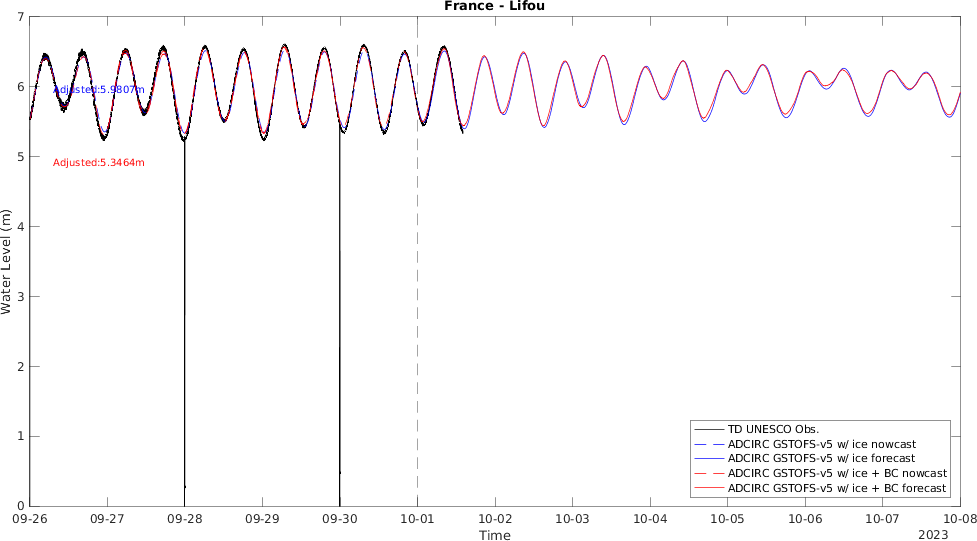 France - Lifou
7
6
5
4
3
2
1
0
Water Level (m)
Adjusted:5.9807m
Adjusted:5.3464m
TD UNESCO Obs.
ADCIRC GSTOFS-v5 w/ ice nowcast
ADCIRC GSTOFS-v5 w/ ice forecast
ADCIRC GSTOFS-v5 w/ ice + BC nowcast
ADCIRC GSTOFS-v5 w/ ice + BC forecast
09-26 09-27 09-28 09-29 09-30 10-01 10-02 10-03 10-04 10-05 10-06 10-07 10-08
Time
2023